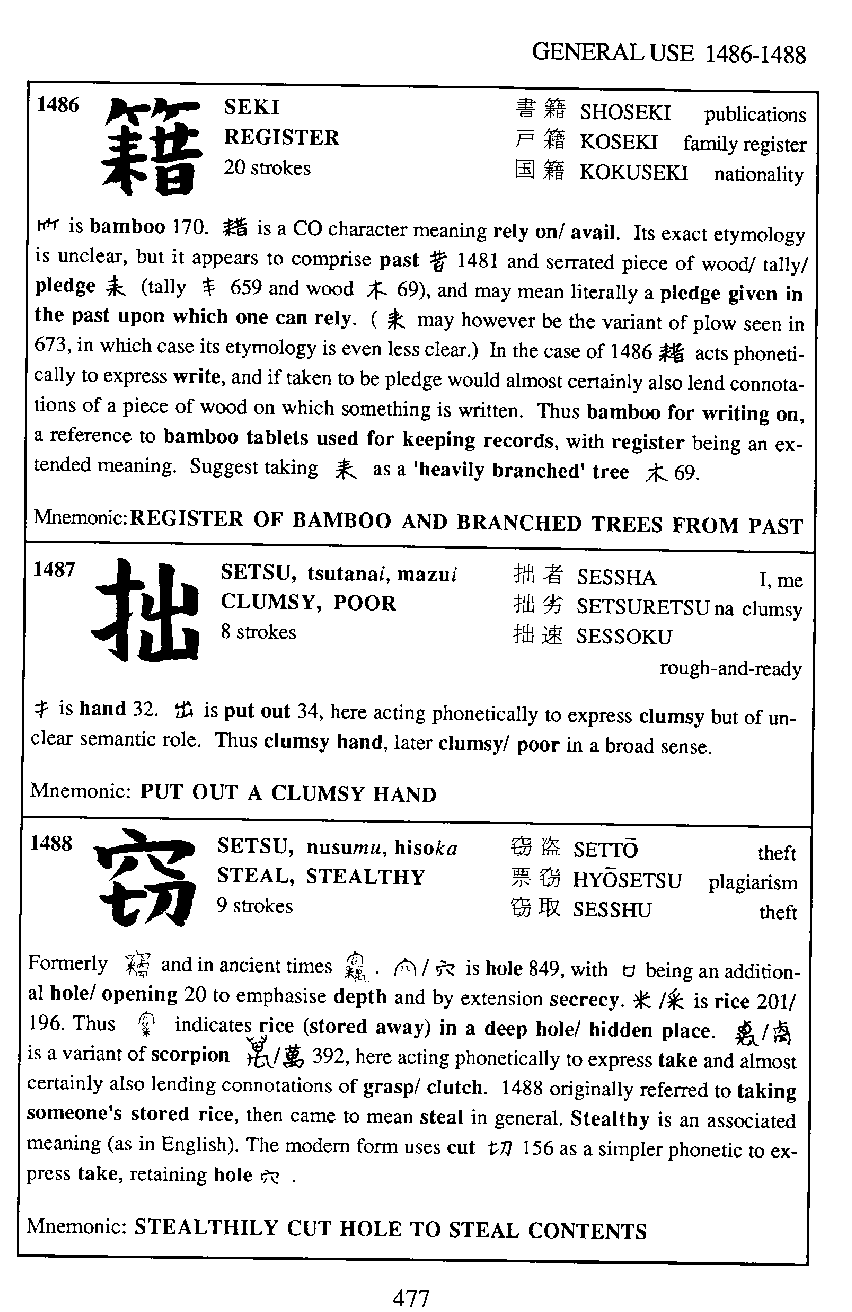 GENERAL USE 1486-1488
1486 籍 SEKI 書籍 SHOSEKI publications
REGISTER 戸籍 KOSEKI family register
20 strokes 国籍 KOKUSEKI nationality
is bamboo 170. 耤 is a CO character meaning rely on/ avail. Its exact etymology
is unclear, but it appears to comprise past 昔 1481 and serrated piece of wood/ tally/
pledge 耒 (tally 659 and wood 木 69), and may mean literally a pledge given in
the past upon which one can rely. ( 耒 may however be the variant of plow seen in
673, in which case its etymology is even less clear.) In the case of 1486 耤 acts phoneti-
cally to express write, and if taken to be pledge would almost certainly also lend connota-
tions of a piece of wood on which something is written. Thus bamboo for writing on,
a reference to bamboo tablets used for keeping records, with register being an ex-
tended meaning. Suggest taking 耒 as a 'heavily branched' tree 木 69.
Mnemonic:REGISTER OF BAMBOO AND BRANCHED TREES FROM PAST
1487 拙 SETSU, tsutanai, mazui 拙者 SESSHA I, me
CLUMSY, POOR 拙劣 SETSURETSU na clumsy
8 strokes 拙速 SESSOKU
rough-and-ready
扌 is hand 32. 出 is put out 34, here acting phonetically to express clumsy but of un-
clear semantic role. Thus clumsy hand, later clumsy/ poor in a broad sense.
Mnemonic: PUT OUT A CLUMSY HAND
1488 窃 SETSU, nusumu, hisoka 窃盗 SETTŌ theft
STEAL, STEALTHY 票窃 HYŌSETSU plagiarism
9 strokes 窃取 SESSHU theft
Formerly 竊 and in ancient times . /穴 is hole 849, with 口 being an addition-
al hole/ opening 20 to emphasise depth and by extension secrecy. 米 / is rice 201/
196. Thus indicates rice (stored away) in a deep hole/ hidden place. /
is a variant of scorpion /萬 392, here acting phonetically to express take and almost
certainly also lending connotations of grasp/ clutch. 1488 originally referred to taking
someone's stored rice, then came to mean steal in general. Stealthy is an associated
meaning (as in English). The modern form uses cut 切 156 as a simpler phonetic to ex-
press take, retaining hole 穴 .
Mnemonic: STEALTHILY CUT HOLE TO STEAL CONTENTS
477